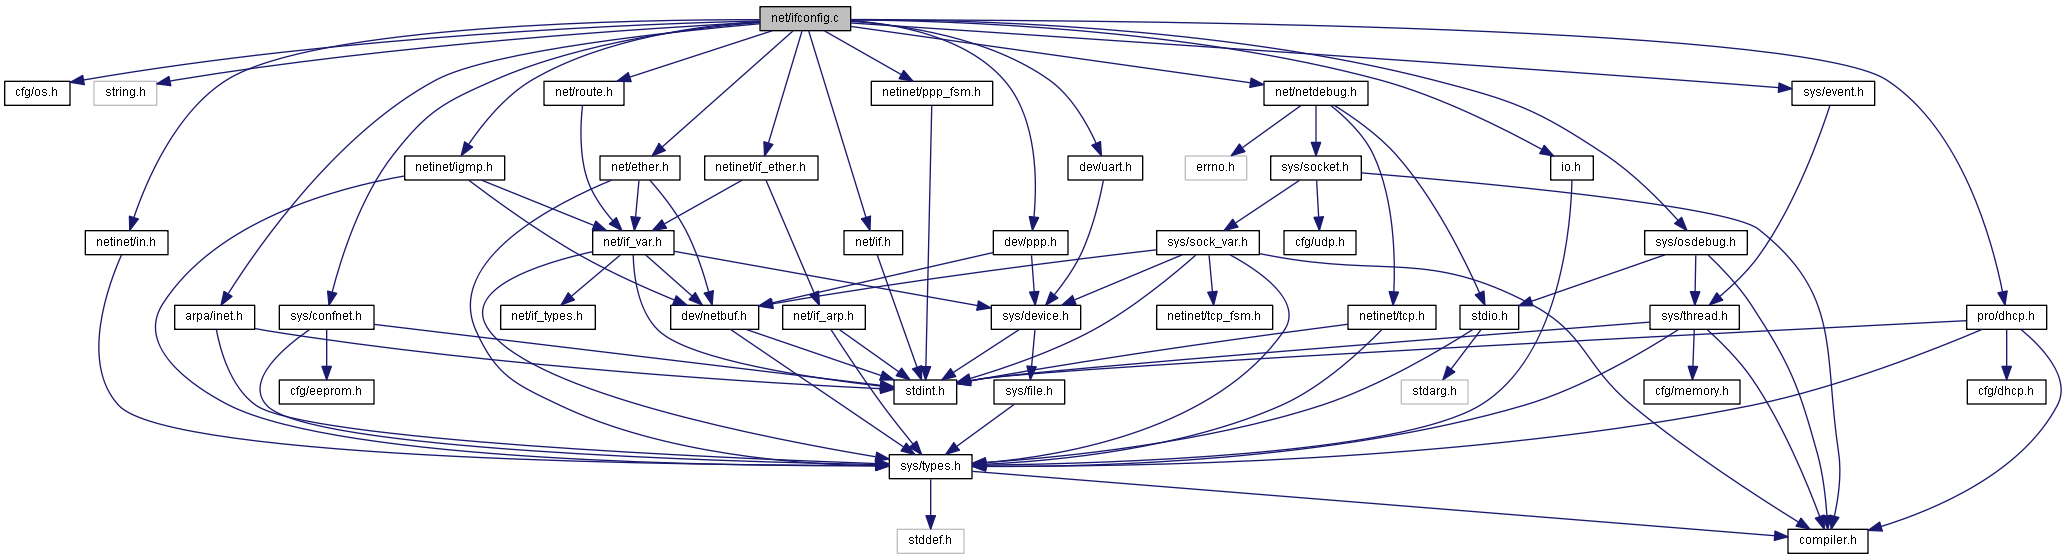 net/ifconfig.c
cfg/os.h
string.h
net/route.h
netinet/ppp_fsm.h
net/netdebug.h
sys/event.h
netinet/igmp.h
net/ether.h
netinet/if_ether.h
dev/uart.h
errno.h
sys/socket.h
io.h
netinet/in.h
net/if_var.h
net/if.h
dev/ppp.h
sys/sock_var.h
cfg/udp.h
sys/osdebug.h
arpa/inet.h
sys/confnet.h
net/if_types.h
dev/netbuf.h
net/if_arp.h
sys/device.h
netinet/tcp_fsm.h
netinet/tcp.h
stdio.h
sys/thread.h
pro/dhcp.h
cfg/eeprom.h
stdint.h
sys/file.h
stdarg.h
cfg/memory.h
cfg/dhcp.h
sys/types.h
stddef.h
compiler.h